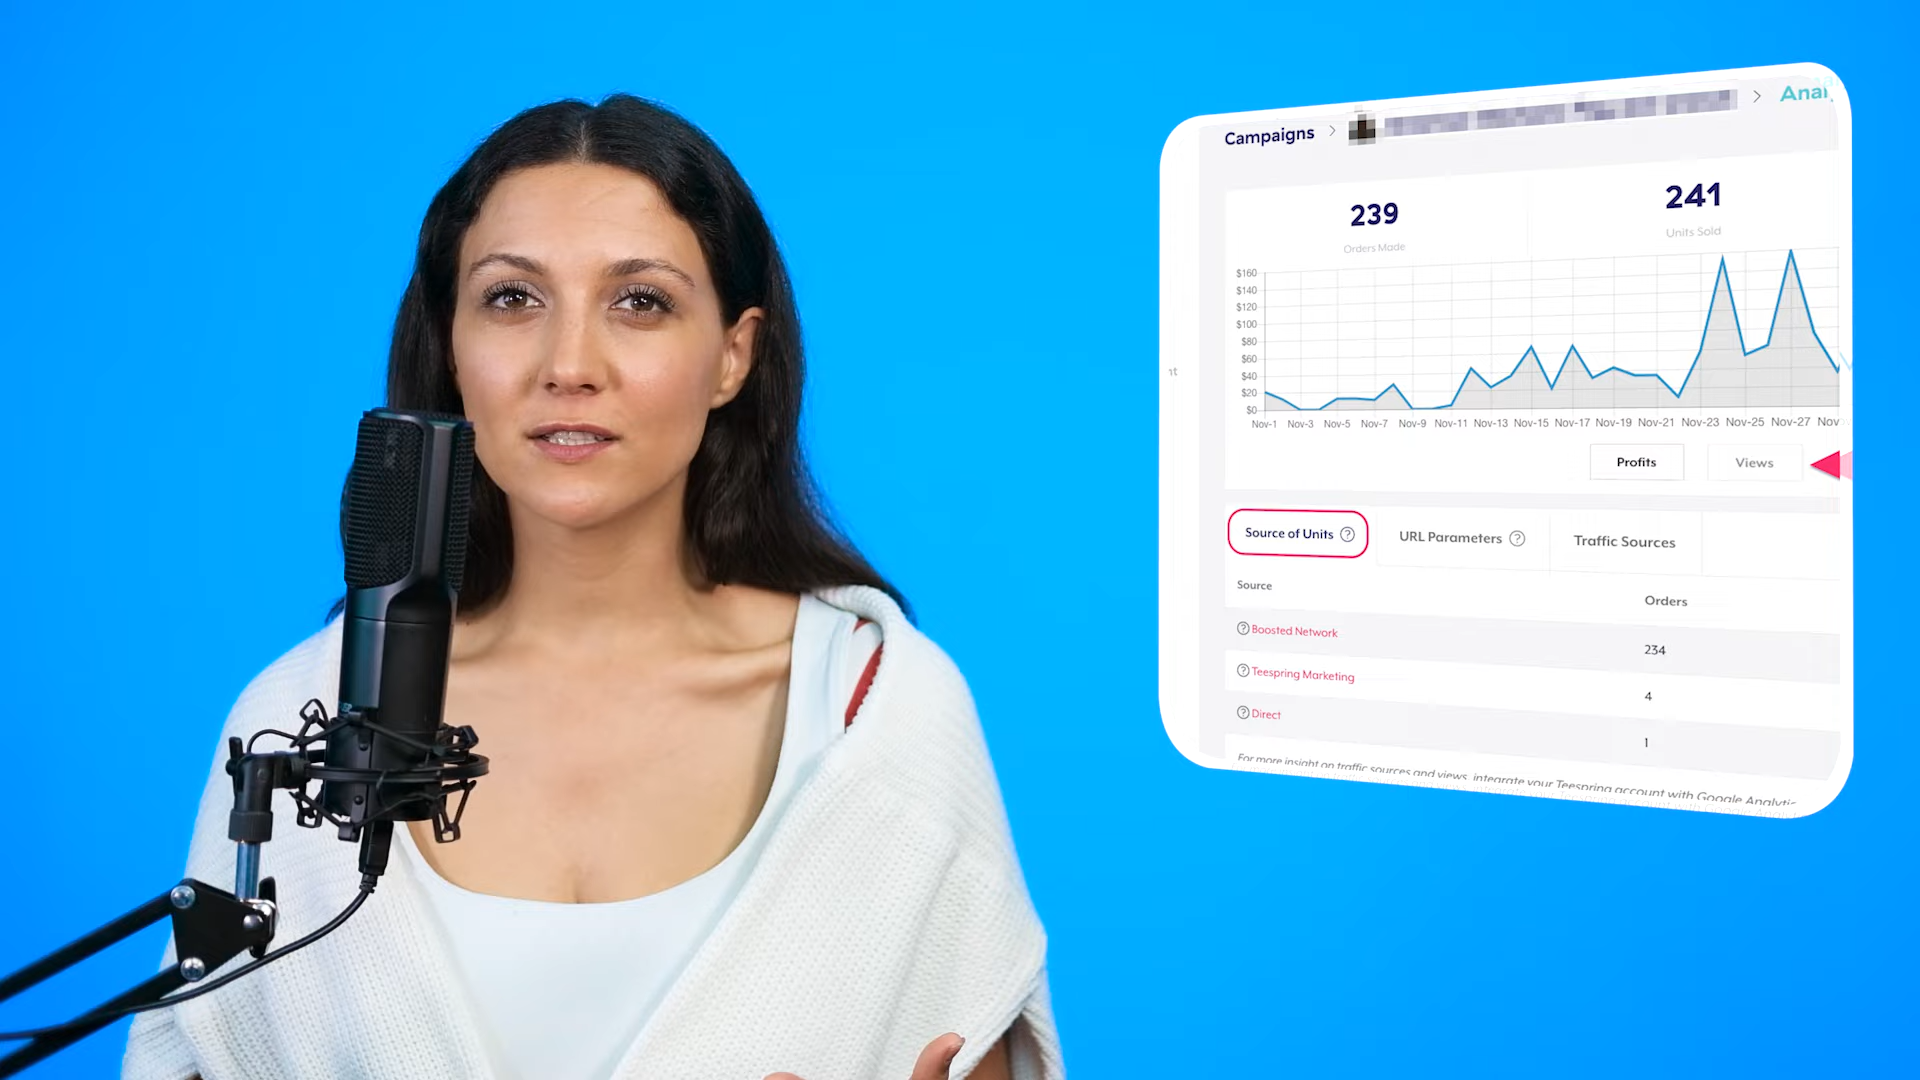 Campaigns > > Anal
239 241
Orders Made Units Sold
$160
$140
$120
$100
$80
$60
$40
$20
$0
Nov-1 Nov-3 Nov-5 Nov-7 Nov-9 Nov-11 Nov-13 Nov-15 Nov-17 Nov-19 Nov-21 Nov-23 Nov-25 Nov-27 Nov
nt
Profits Views
Source of Units ? URL Parameters ? Traffic Sources
Source Orders
? Boosted Network 234
? Teespring Marketing 4
? Direct 1
For more insight on traffic sources and views, integrate your Teespring account with Google Analytic